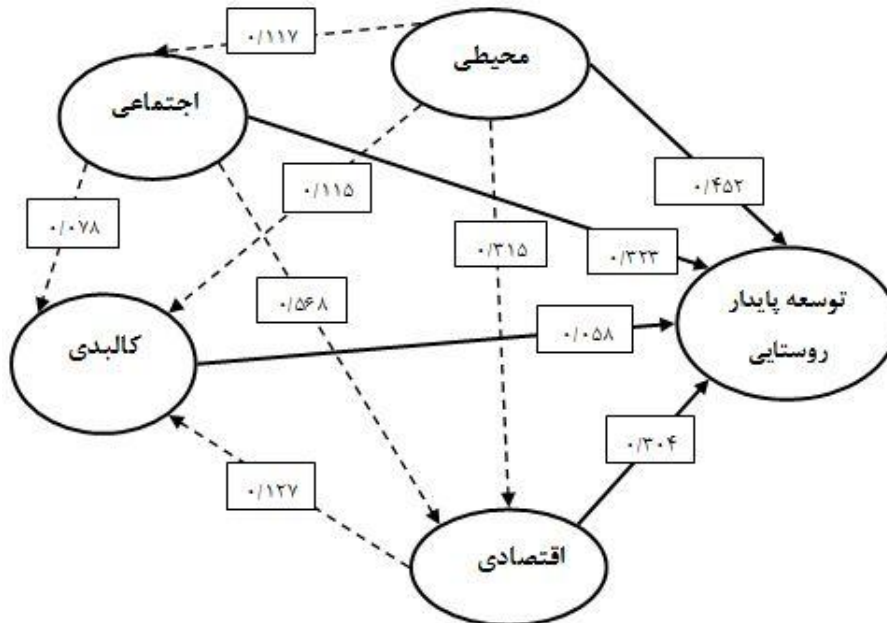 ۰/۱۱۷
محیطی
اجتماعی
۰/۱۱۵
۰/۴۵۲
۰/۰۷۸
۰/۳۱۵
۰/۳۲۳
۰/۵۶۸
توسعه پایدار
روستایی
کالبدی
۰/۰۵۸
۰/۳۰۴
۰/۱۲۷
اقتصادی